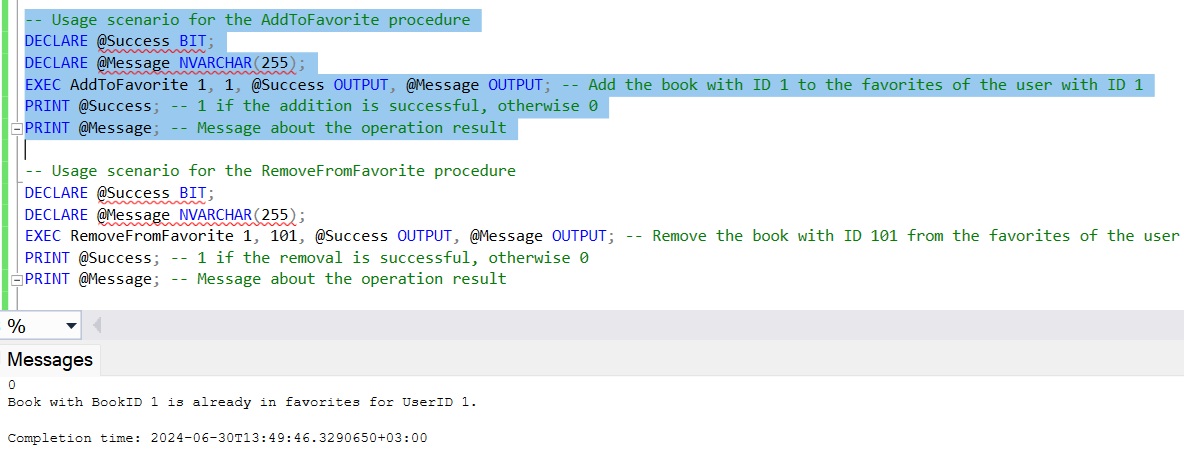 -- Usage scenario for the AddToFavorite procedure
DECLARE @Success BIT;
DECLARE @Message NVARCHAR(255);
EXEC AddToFavorite 1, 1, @Success OUTPUT, @Message OUTPUT; -- Add the book with ID 1 to the favorites of the user with ID 1
PRINT @Success; -- 1 if the addition is successful, otherwise 0
PRINT @Message; -- Message about the operation result
-- Usage scenario for the RemoveFromFavorite procedure
DECLARE @Success BIT;
DECLARE @Message NVARCHAR(255);
EXEC RemoveFromFavorite 1, 101, @Success OUTPUT, @Message OUTPUT; -- Remove the book with ID 101 from the favorites of the user
PRINT @Success; -- 1 if the removal is successful, otherwise 0
PRINT @Message; -- Message about the operation result
%
Messages
0
Book with BookID 1 is already in favorites for UserID 1.
Completion time: 2024-06-30T13:49:46.3290650+03:00